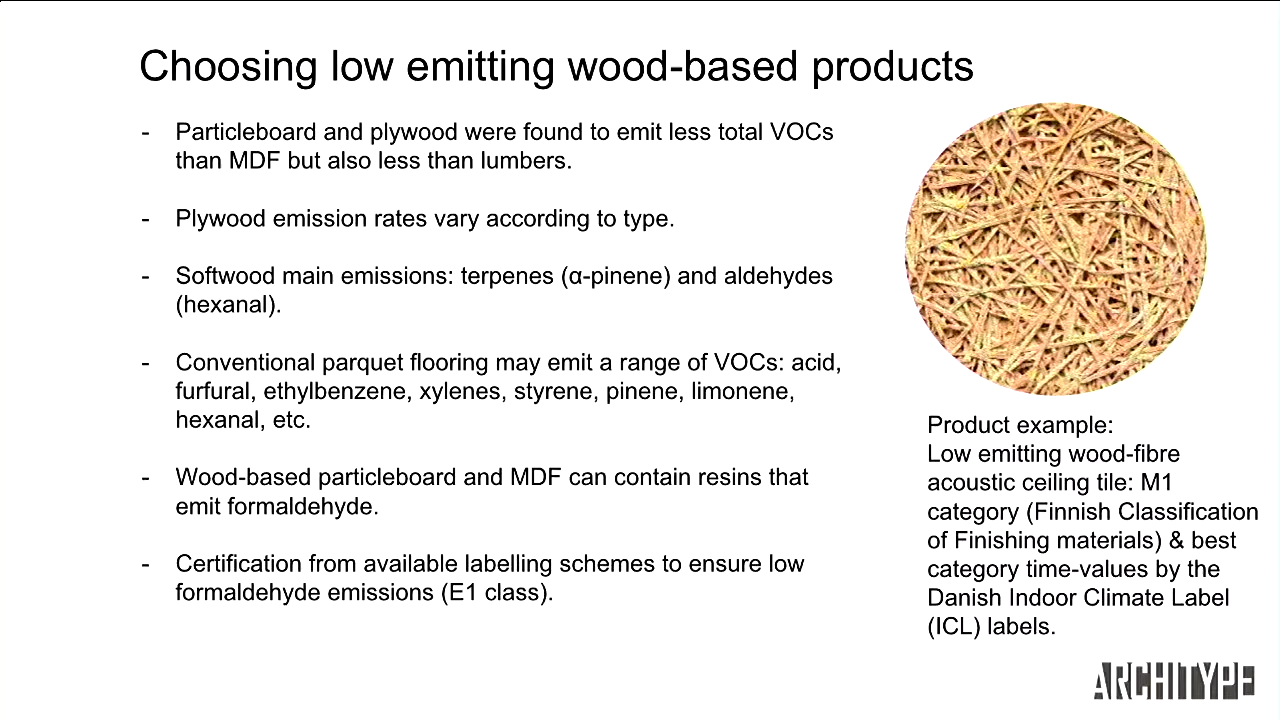 Choosing low emitting wood-based products
- Particleboard and plywood were found to emit less total VOCs
than MDF but also less than lumbers.
- Plywood emission rates vary according to type.
- Softwood main emissions: terpenes (α-pinene) and aldehydes
(hexanal).
- Conventional parquet flooring may emit a range of VOCs: acid,
furfural, ethylbenzene, xylenes, styrene, pinene, limonene,
hexanal, etc.
- Wood-based particleboard and MDF can contain resins that
emit formaldehyde.
- Certification from available labelling schemes to ensure low
formaldehyde emissions (E1 class).
Product example:
Low emitting wood-fibre
acoustic ceiling tile: M1
category (Finnish Classification
of Finishing materials) & best
category time-values by the
Danish Indoor Climate Label
(ICL) labels.
ARCHITYPE